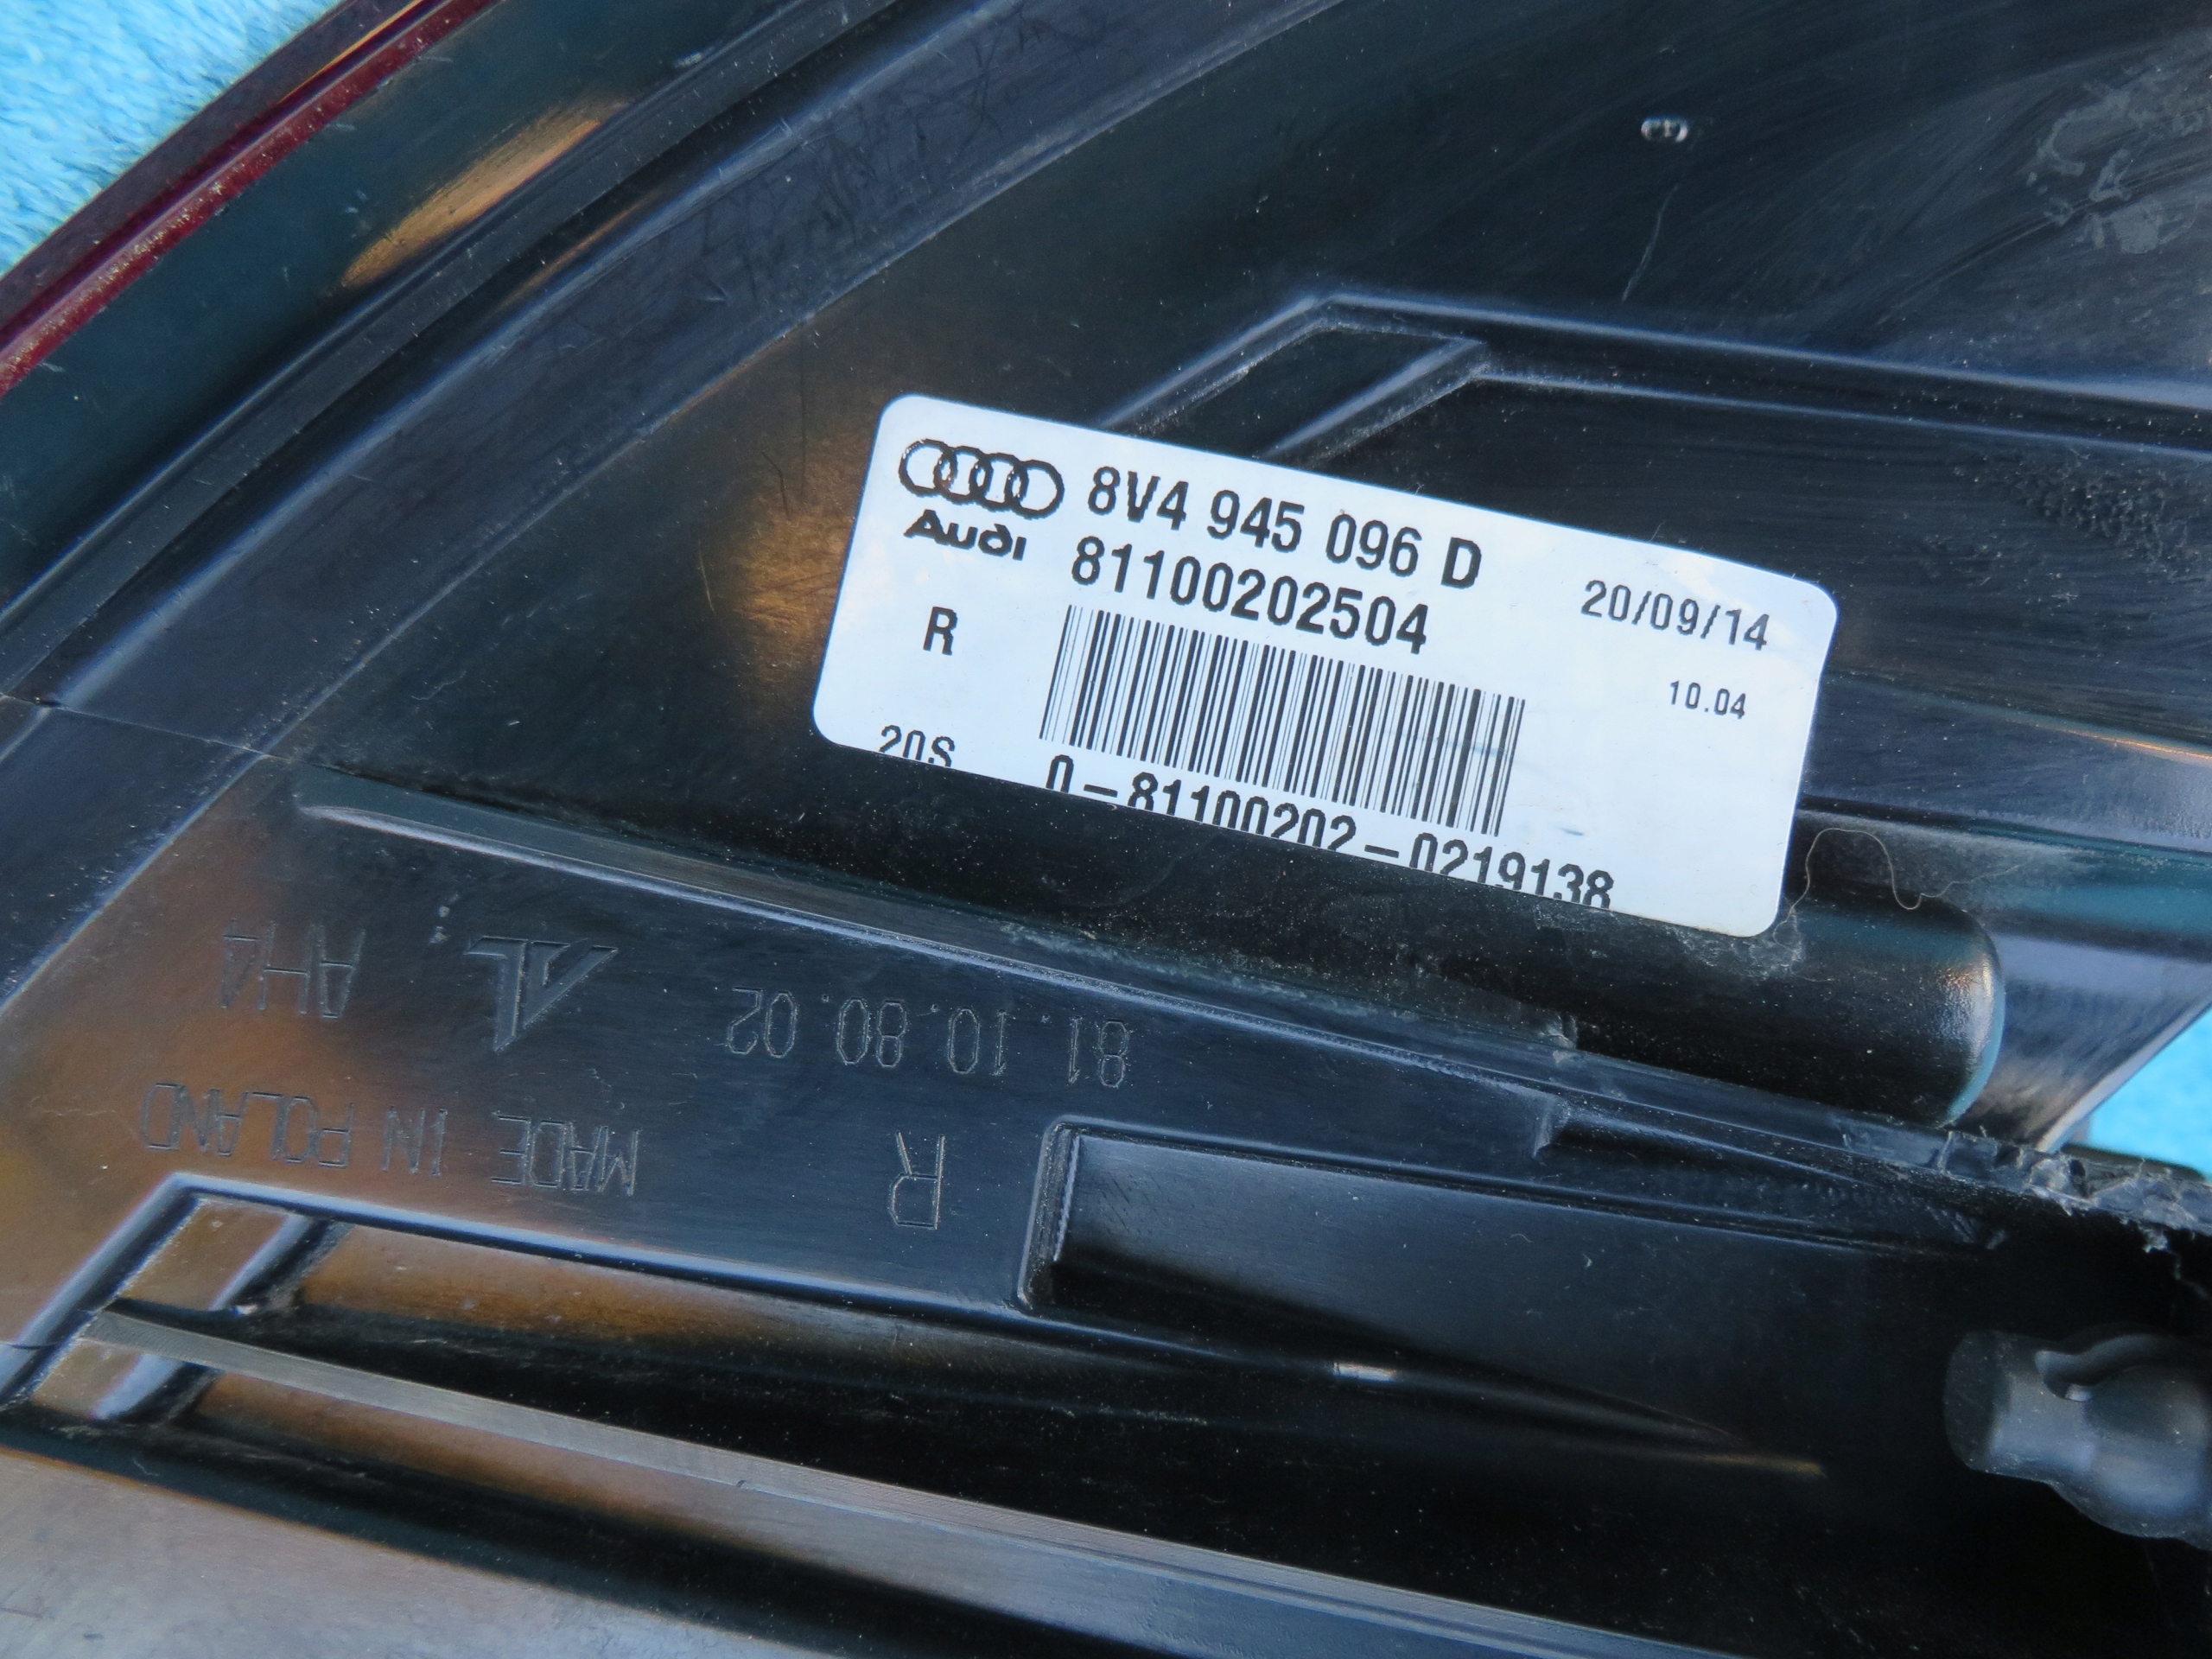 8V4 945 096 D
Audi
81100202504
20/09/14
R
10.04
20S
0-81100202-0219138
81.10.80.02
AL,
AH4
R
MADE IN POLAND